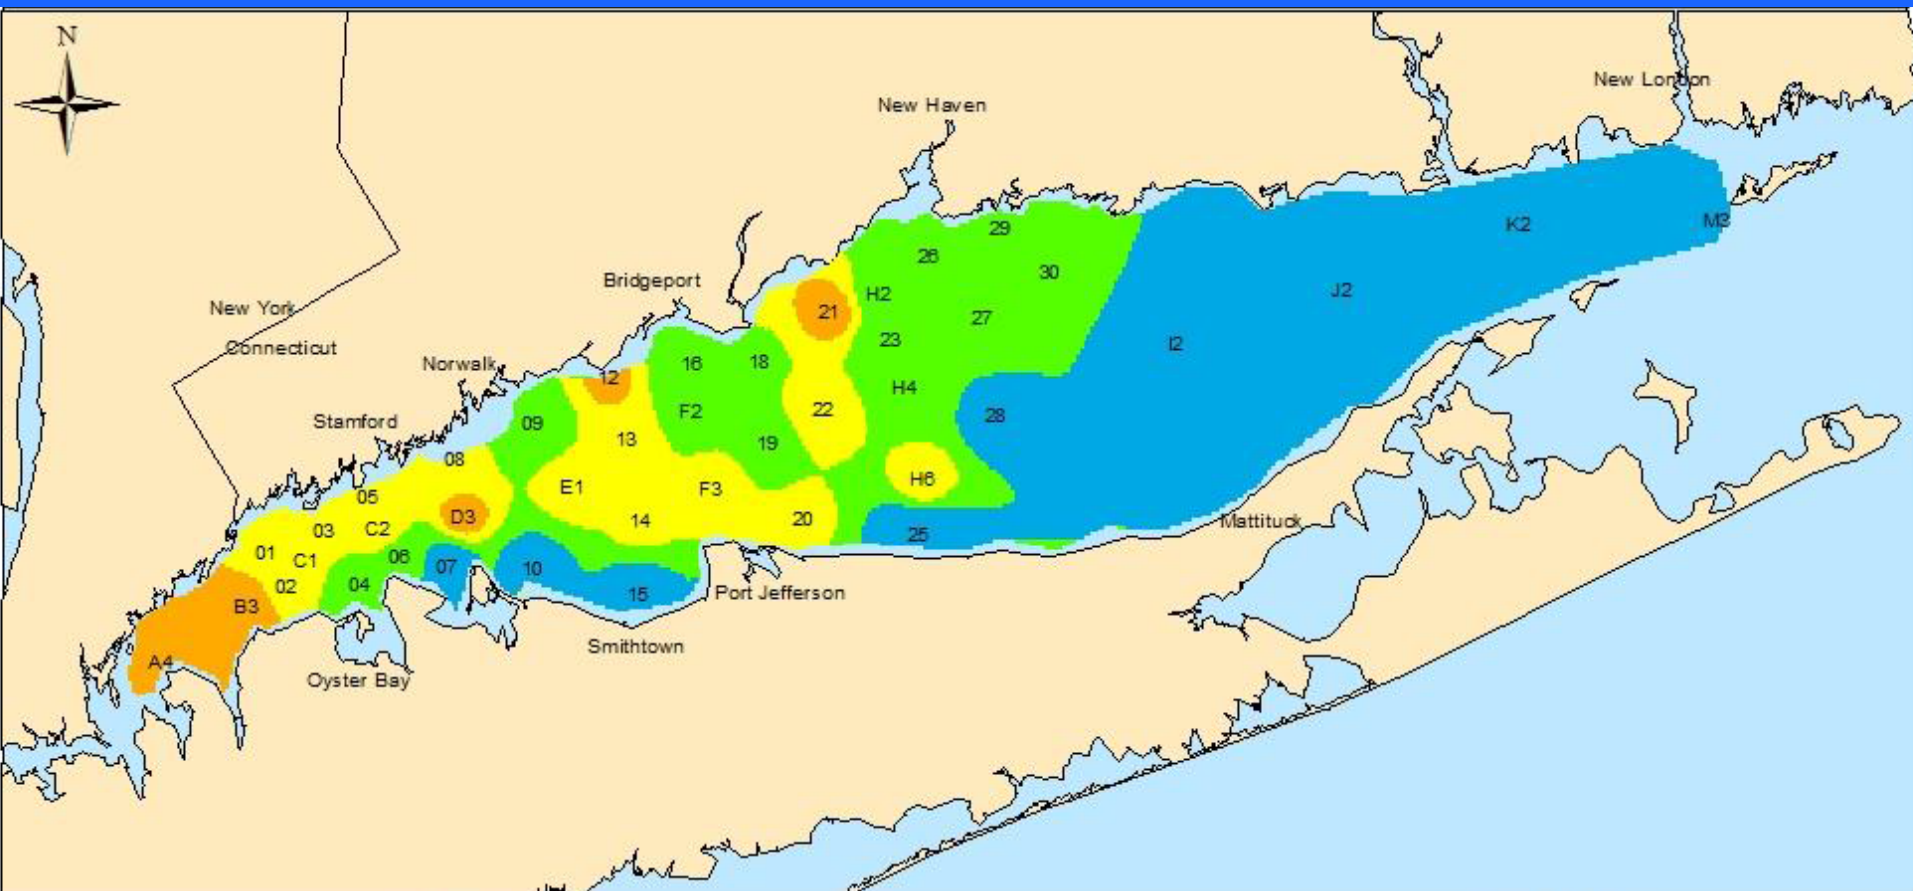 N
New London
New Haven
K2
M3
29
26
30
Bridgeport
J2
H2
New York
21
27
23
I2
Connecticut
Norwalk
16
18
12
H4
F2
22
28
Stamford
09
13
19
08
H6
E1
F3
05
D3
14
20
Mattituck
03
C2
25
01
C1
06
07
10
02
04
15
Port Jefferson
B3
Smithtown
A4
Oyster Bay